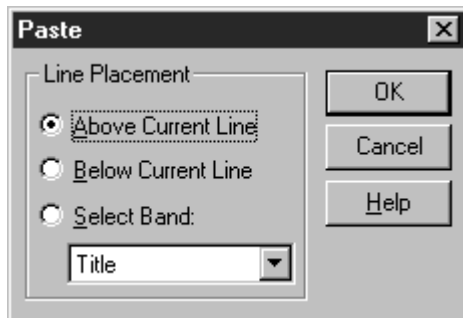 Paste
Line Placement
Above Current Line
Below Current Line
Select Band:
Title
OK
Cancel
Help